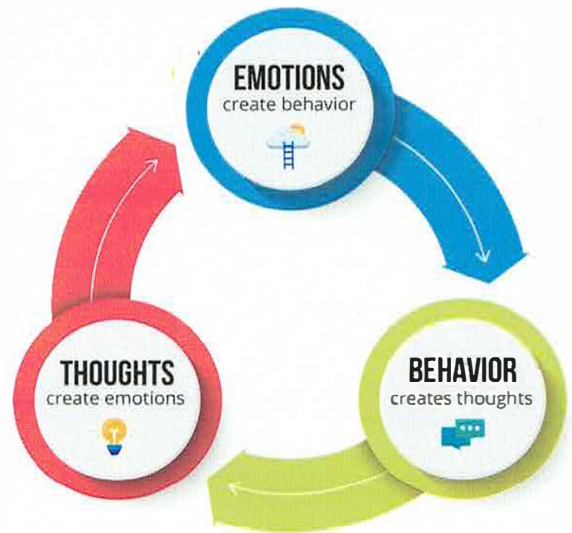 EMOTIONS
create behavior
THOUGHTS
create emotions
BEHAVIOR
creates thoughts